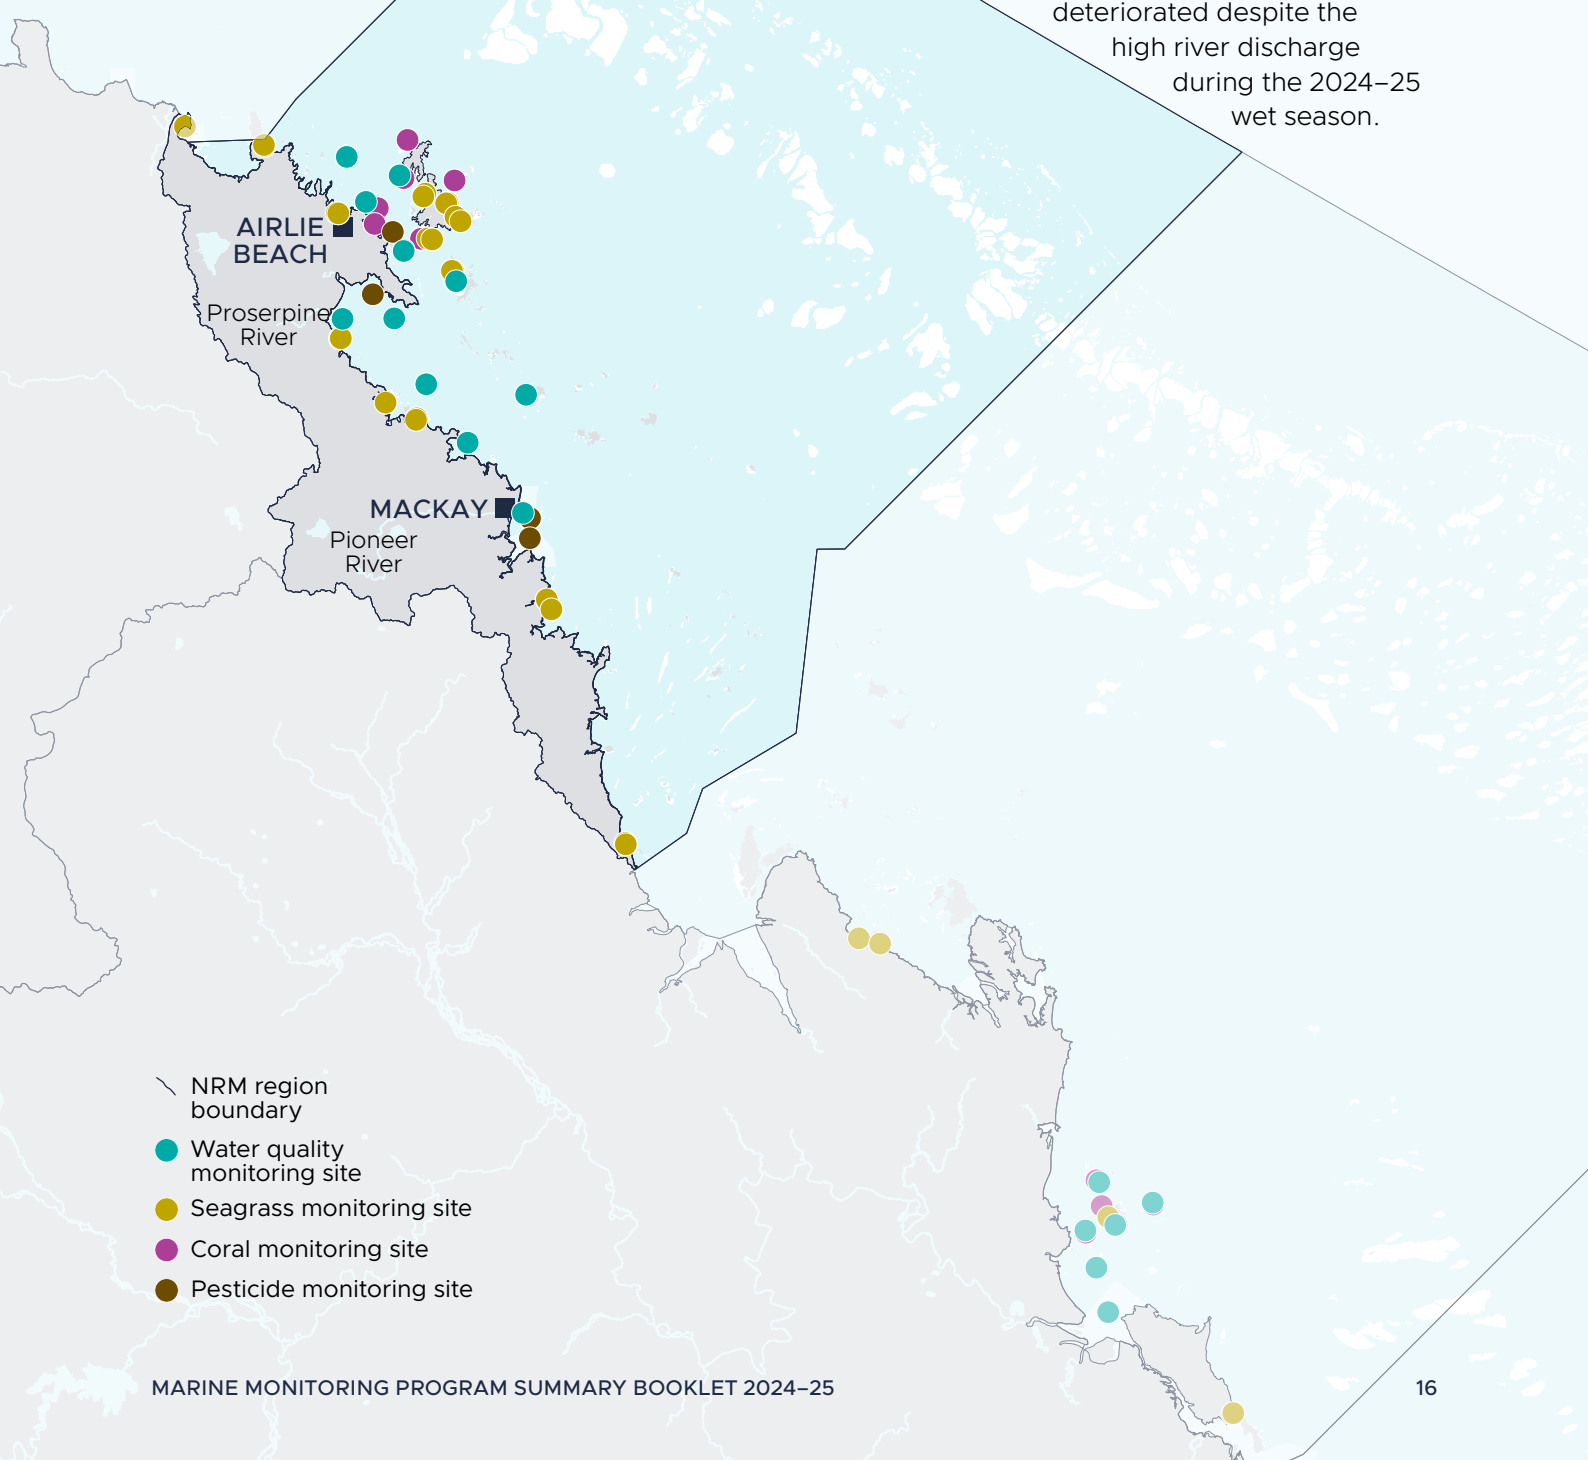 deteriorated despite the
high river discharge
during the 2024–25
wet season.
AIRLIE
BEACH
Proserpine
River
MACKAY
Pioneer
River
NRM region
boundary
Water quality
monitoring site
Seagrass monitoring site
Coral monitoring site
Pesticide monitoring site
MARINE MONITORING PROGRAM SUMMARY BOOKLET 2024–25
16